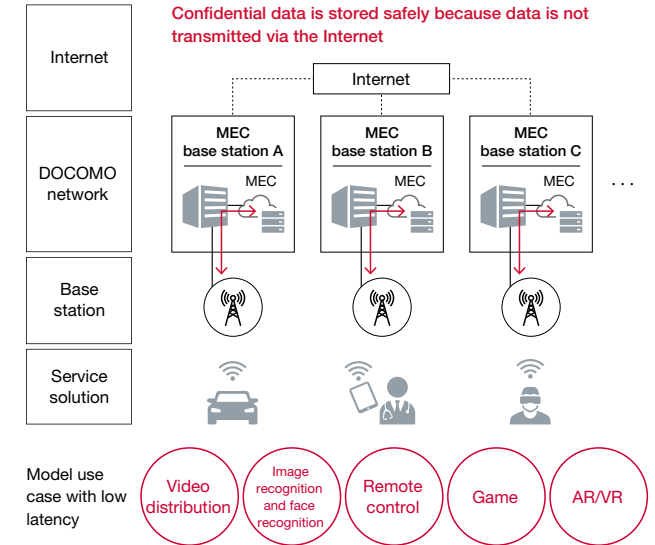 Confidential data is stored safely because data is not
transmitted via the Internet
Internet
Internet
DOCOMO
network
MEC
base station A
MEC
MEC
base station B
MEC
MEC
base station C
MEC
...
Base
station
Service
solution
Model use
case with low
latency
Video
distribution
Image
recognition
and face
recognition
Remote
control
Game
AR/VR